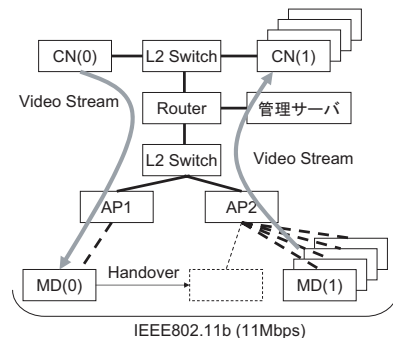 CN(0)
L2 Switch
CN(1)
Video Stream
Router
管理サーバ
L2 Switch
Video Stream
AP1
AP2
MD(0)
Handover
MD(1)
IEEE802.11b (11Mbps)